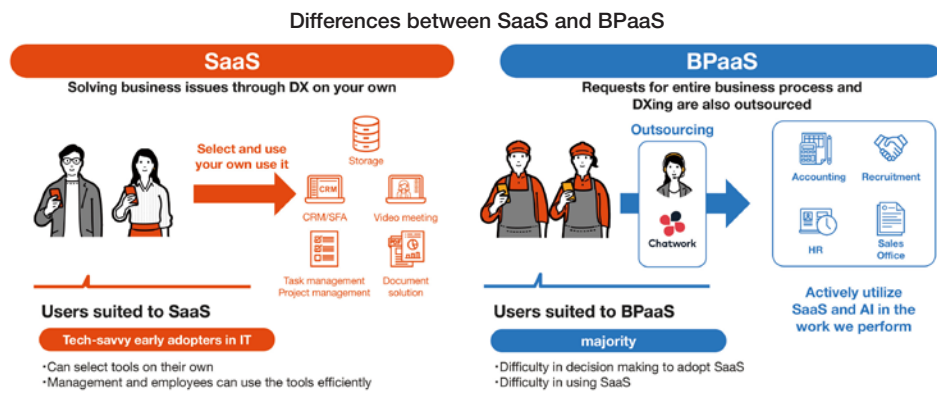 Differences between SaaS and BPaaS
SaaS
Solving business issues through DX on your own
Select and use
your own use it
Storage
CRM
CRM/SFA
Video meeting
Task management
Project management
Document
solution
Users suited to SaaS
Tech-savvy early adopters in IT
・Can select tools on their own
・Management and employees can use the tools efficiently
BPaaS
Requests for entire business process and
DXing are also outsourced
Outsourcing
Chatwork
Accounting
Recruitment
HR
Sales
Office
Actively utilize
SaaS and AI in the
work we perform
Users suited to BPaaS
majority
・Difficulty in decision making to adopt SaaS
・Difficulty in using SaaS